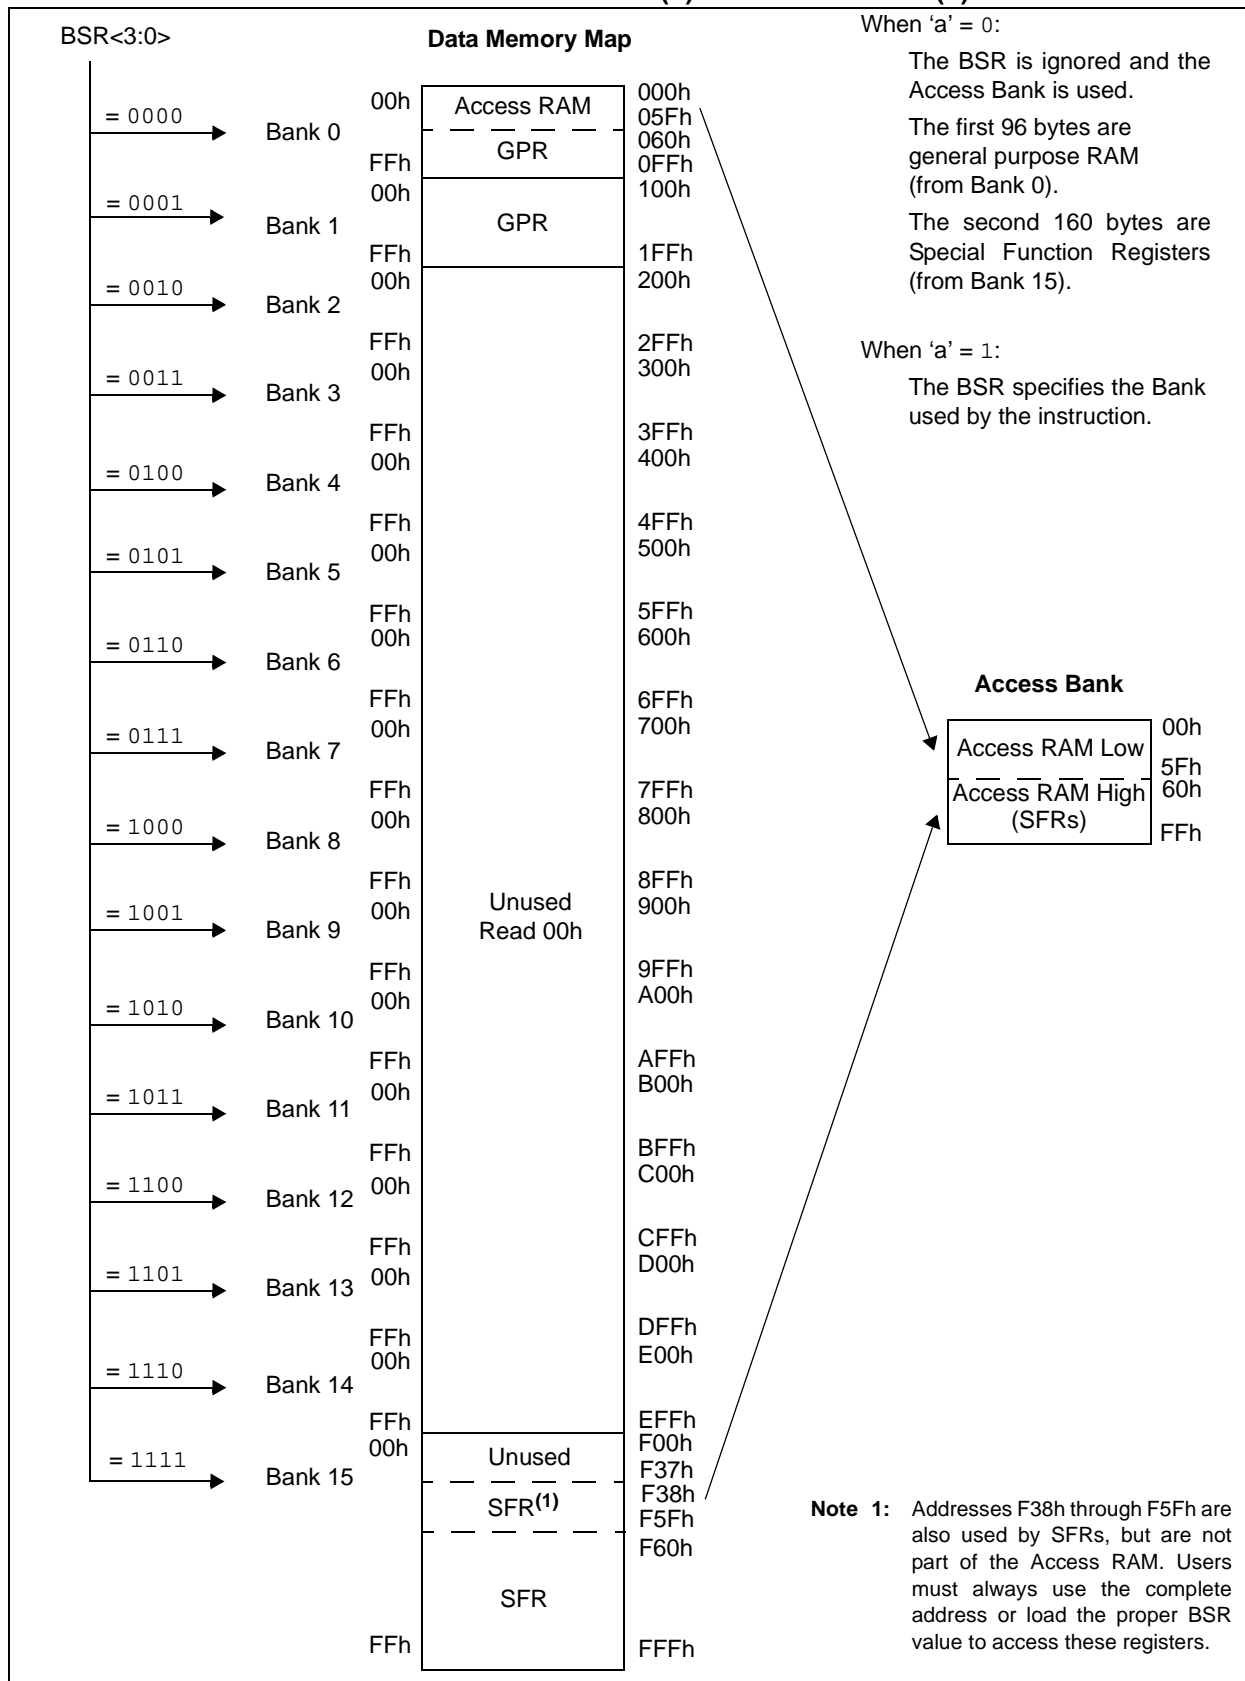 (1) (1)
BSR<3:0>
Data Memory Map
When ‘a’ = 0:
The BSR is ignored and the
Access Bank is used.
The first 96 bytes are
general purpose RAM
(from Bank 0).
The second 160 bytes are
Special Function Registers
(from Bank 15).
When ‘a’ = 1:
The BSR specifies the Bank
used by the instruction.
= 0000
Bank 0
00h
Access RAM
000h
05Fh
060h
GPR
FFh
0FFh
= 0001
Bank 1
00h
100h
GPR
FFh
1FFh
= 0010
Bank 2
00h
200h
FFh
2FFh
= 0011
Bank 3
00h
300h
FFh
3FFh
= 0100
Bank 4
00h
400h
FFh
4FFh
= 0101
Bank 5
00h
500h
FFh
5FFh
= 0110
Bank 6
00h
600h
FFh
6FFh
= 0111
Bank 7
00h
700h
FFh
7FFh
= 1000
Bank 8
00h
800h
FFh
8FFh
= 1001
Bank 9
00h
900h
Unused
Read 00h
FFh
9FFh
= 1010
Bank 10
00h
A00h
FFh
AFFh
= 1011
Bank 11
00h
B00h
FFh
BFFh
= 1100
Bank 12
00h
C00h
FFh
CFFh
= 1101
Bank 13
00h
D00h
FFh
DFFh
= 1110
Bank 14
00h
E00h
FFh
EFFh
= 1111
Bank 15
00h
F00h
Unused
F37h
F38h
SFR(1)
F5Fh
F60h
SFR
FFh
FFFh
Access Bank
Access RAM Low
00h
5Fh
Access RAM High
(SFRs)
60h
FFh
Note 1: Addresses F38h through F5Fh are
also used by SFRs, but are not
part of the Access RAM. Users
must always use the complete
address or load the proper BSR
value to access these registers.